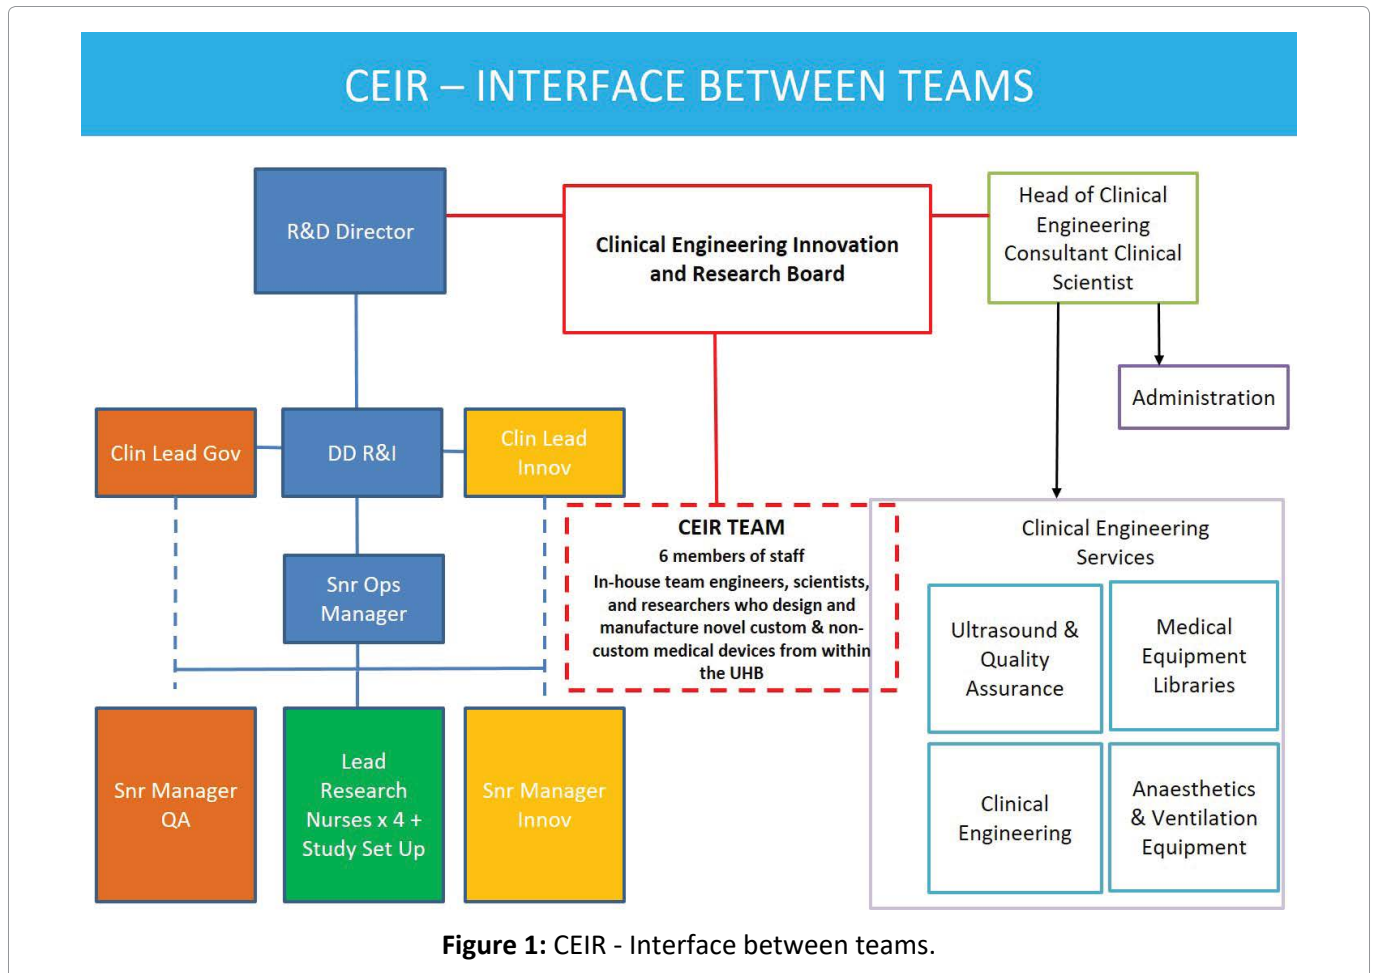 CEIR – INTERFACE BETWEEN TEAMS
R&D Director
Clinical Engineering Innovation
and Research Board
Head of Clinical
Engineering
Consultant Clinical
Scientist
Administration
Clin Lead Gov
DD R&I
Clin Lead
Innov
Snr Ops
Manager
CEIR TEAM
6 members of staff
In-house team engineers, scientists,
and researchers who design and
manufacture novel custom & non-
custom medical devices from within
the UHB
Clinical Engineering
Services
Ultrasound &
Quality
Assurance
Medical
Equipment
Libraries
Clinical
Engineering
Anaesthetics
& Ventilation
Equipment
Snr Manager
QA
Lead
Research
Nurses x 4 +
Study Set Up
Snr Manager
Innov
Figure 1: CEIR - Interface between teams.